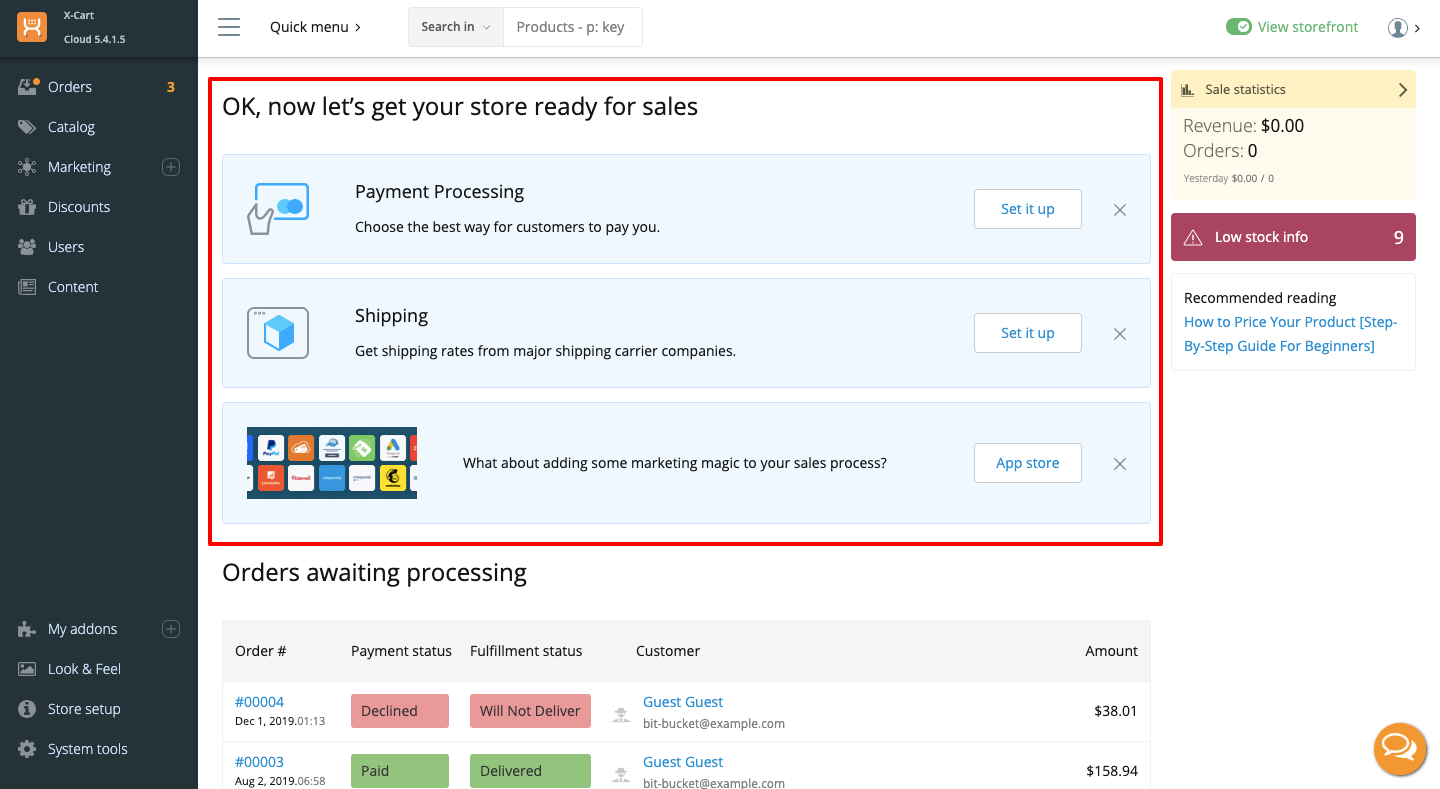 X-Cart
Cloud 5.4.1.5
Quick menu
Search in
Products - p: key
View storefront
Orders 3
Catalog
Marketing
Discounts
Users
Content
My addons
Look & Feel
Store setup
System tools
OK, now let's get your store ready for sales
Payment Processing
Choose the best way for customers to pay you.
Set it up
Shipping
Get shipping rates from major shipping carrier companies.
Set it up
PayPal
Pinterest
What about adding some marketing magic to your sales process?
App store
Sale statistics
Revenue: $0.00
Orders: 0
Yesterday $0.00 / 0
Low stock info 9
Recommended reading
How to Price Your Product [Step-
By-Step Guide For Beginners]
Orders awaiting processing
Order # Payment status Fulfillment status Customer Amount
#00004 Declined Will Not Deliver Guest Guest $38.01
Dec 1, 2019.01:13 bit-bucket@example.com
#00003 Paid Delivered Guest Guest $158.94
Aug 2, 2019.06:58 bit-bucket@example.com